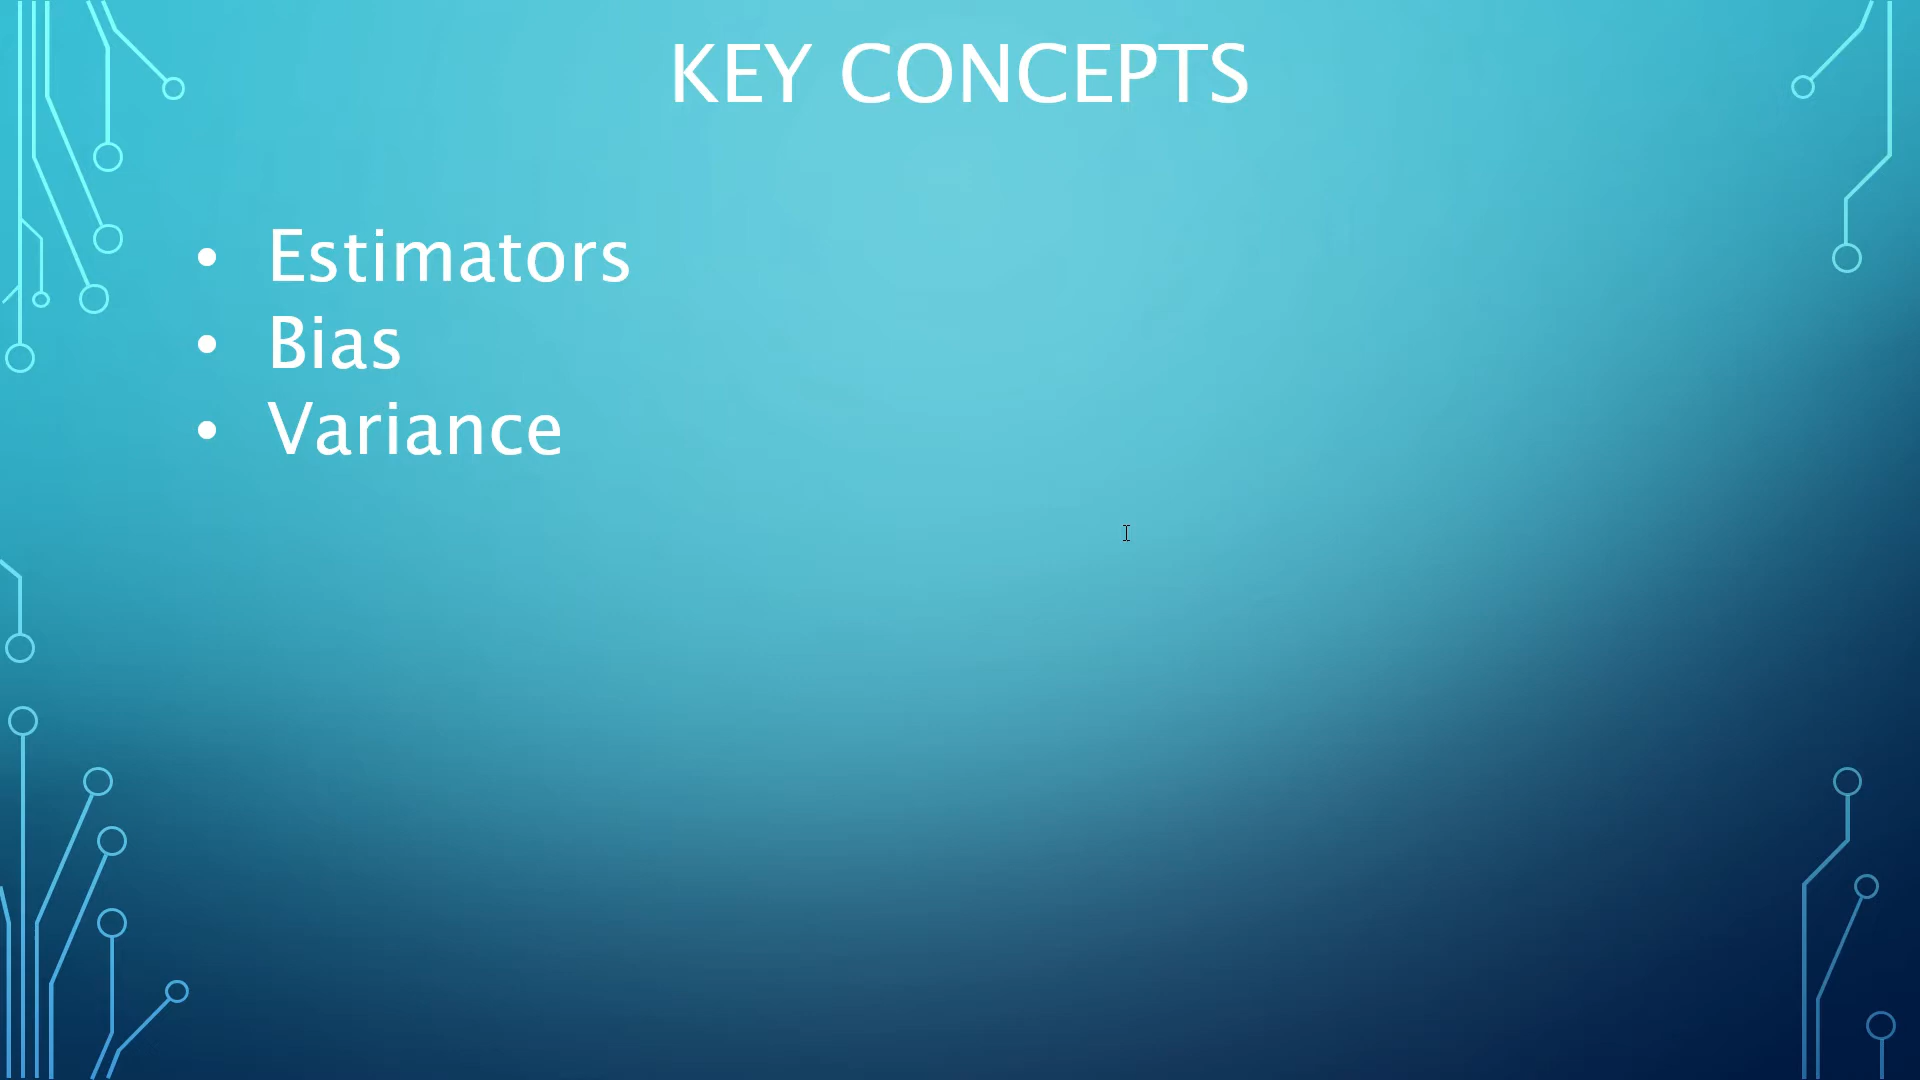 KEY CONCEPTS
• Estimators
• Bias
• Variance